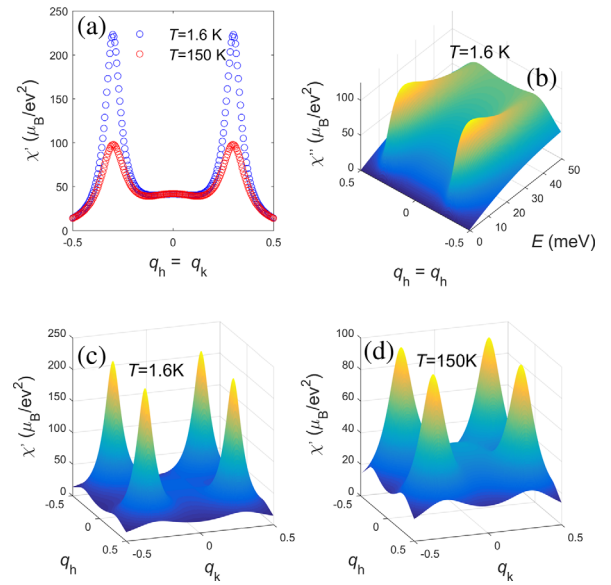 (a)
T=1.6 K
T=150 K
250
200
150
100
50
0
χ' (μB/ev²)
-0.5
0
0.5
qh = qk
(b)
T=1.6 K
100
50
0
χ'' (μB/ev²)
0.5
0
-0.5
0
10
20
30
40
50
E (meV)
qh = qh
(c)
T=1.6K
250
200
150
100
50
0
χ' (μB/ev²)
-0.5
0
0.5
-0.5
0
0.5
qh
qk
(d)
T=150K
100
80
60
40
20
0
χ' (μB/ev²)
-0.5
0
0.5
-0.5
0
0.5
qh
qk